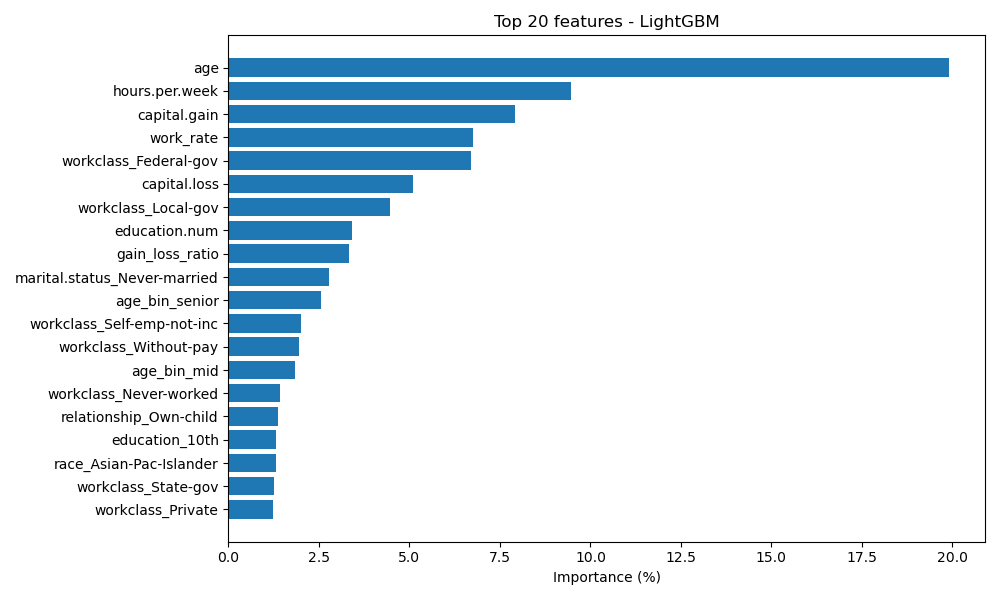 Top 20 features - LightGBM
age
hours.per.week
capital.gain
work_rate
workclass_Federal-gov
capital.loss
workclass_Local-gov
education.num
gain_loss_ratio
marital.status_Never-married
age_bin_senior
workclass_Self-emp-not-inc
workclass_Without-pay
age_bin_mid
workclass_Never-worked
relationship_Own-child
education_10th
race_Asian-Pac-Islander
workclass_State-gov
workclass_Private
0.0 2.5 5.0 7.5 10.0 12.5 15.0 17.5 20.0
Importance (%)